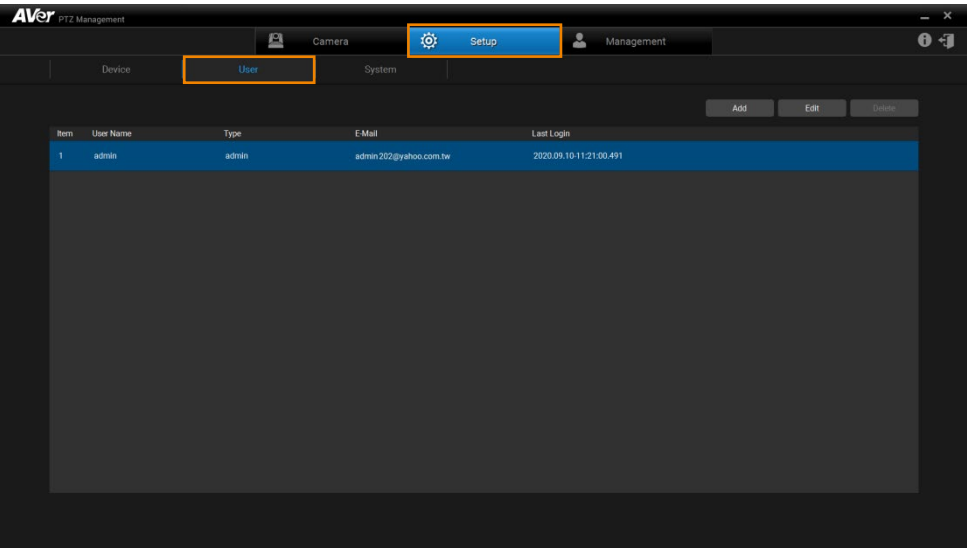 AVer PTZ Management
Camera Setup Management
Device User System
Add Edit Delete
Item User Name Type E-Mail Last Login
1 admin admin admin202@yahoo.com.tw 2020.09.10-11:21:00.491